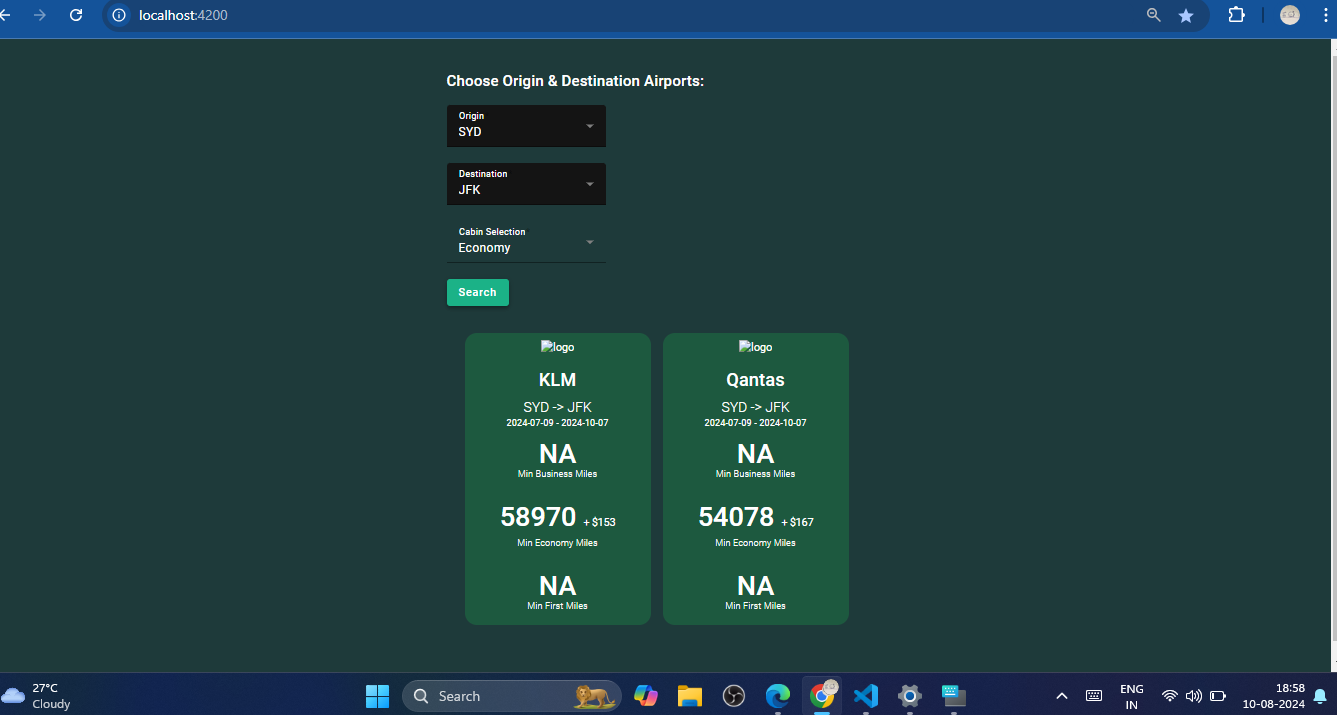 localhost:4200
Choose Origin & Destination Airports:
Origin
SYD
Destination
JFK
Cabin Selection
Economy
Search
logo
KLM
SYD -> JFK
2024-07-09 - 2024-10-07
NA
Min Business Miles
58970 + $153
Min Economy Miles
NA
Min First Miles
logo
Qantas
SYD -> JFK
2024-07-09 - 2024-10-07
NA
Min Business Miles
54078 + $167
Min Economy Miles
NA
Min First Miles
27°C
Cloudy
Search
ENG
IN
18:58
10-08-2024